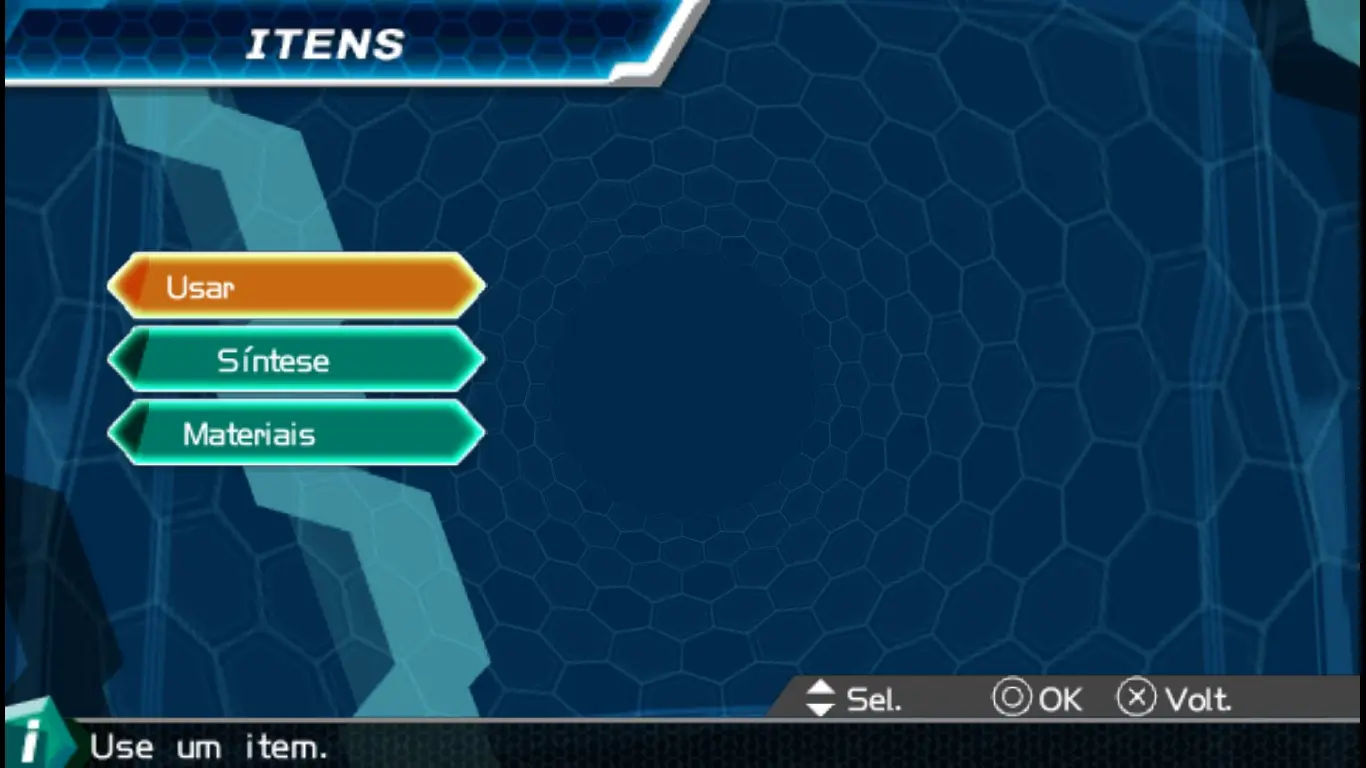 ITENS
Usar
Síntese
Materiais
Sel. OK Volt.
i Use um item.